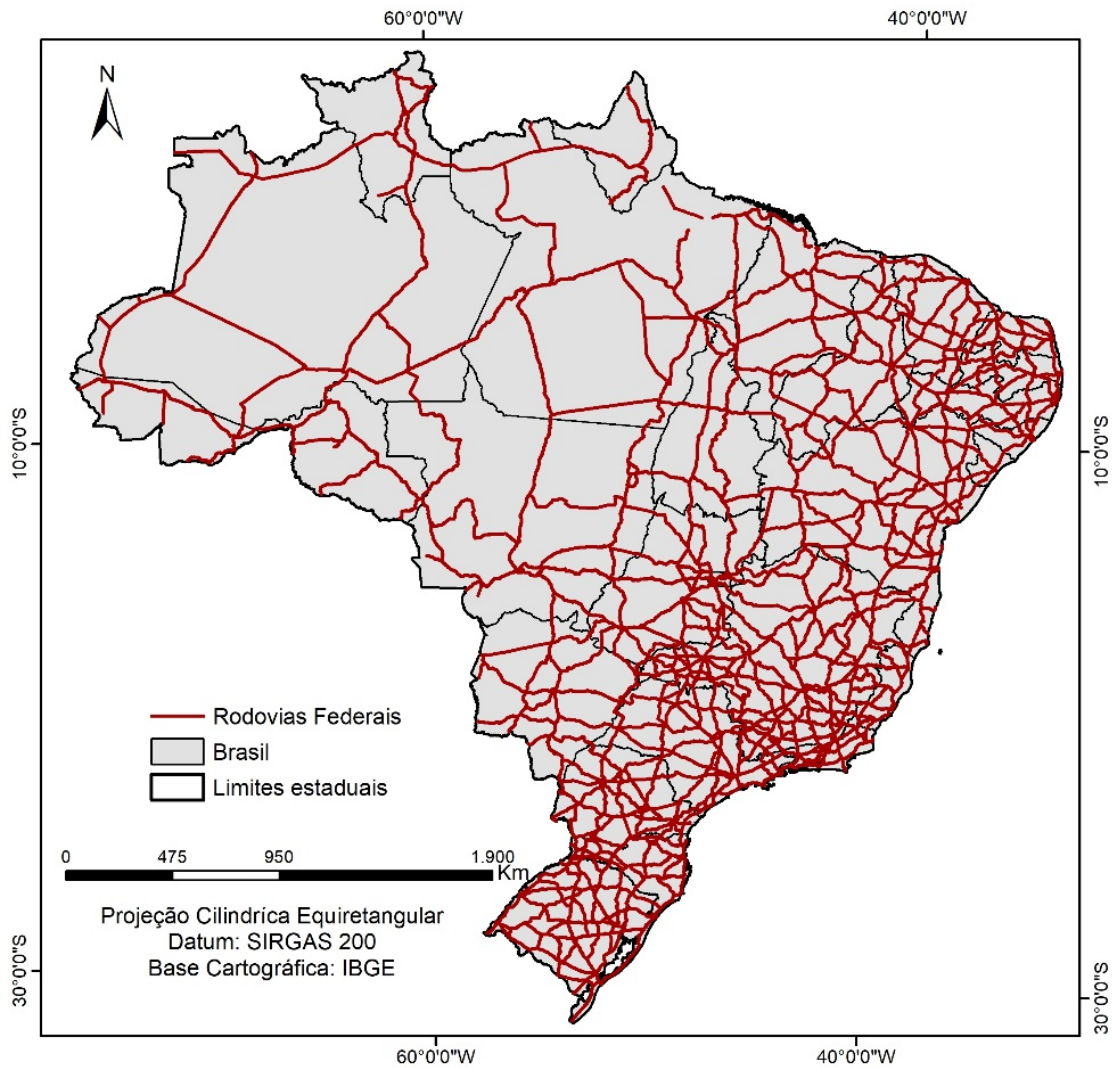 60°0'0"W 40°0'0"W
N
10°0'0"S 10°0'0"S
Rodovias Federais
Brasil
Limites estaduais
0 475 950 1.900
Km
Projeção Cilindríca Equiretangular
Datum: SIRGAS 200
Base Cartográfica: IBGE
30°0'0"S 30°0'0"S
60°0'0"W 40°0'0"W